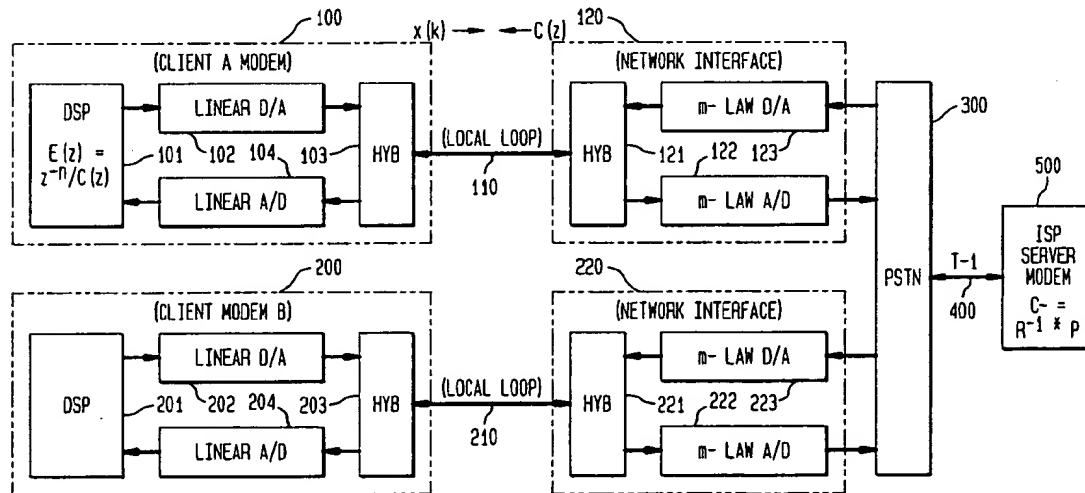 100
x(k) C(z)
120
(CLIENT A MODEM)
(NETWORK INTERFACE)
DSP
E(z) =
z⁻ⁿ/C(z)
101
LINEAR D/A
102
104
LINEAR A/D
103
HYB
(LOCAL LOOP)
110
HYB
m- LAW D/A
121
122
123
m- LAW A/D
300
PSTN
T-1
400
500
ISP
SERVER
MODEM
C- =
R⁻¹ * P
200
220
(CLIENT MODEM B)
(NETWORK INTERFACE)
DSP
201
LINEAR D/A
202
204
LINEAR A/D
203
HYB
(LOCAL LOOP)
210
HYB
m- LAW D/A
221
222
223
m- LAW A/D